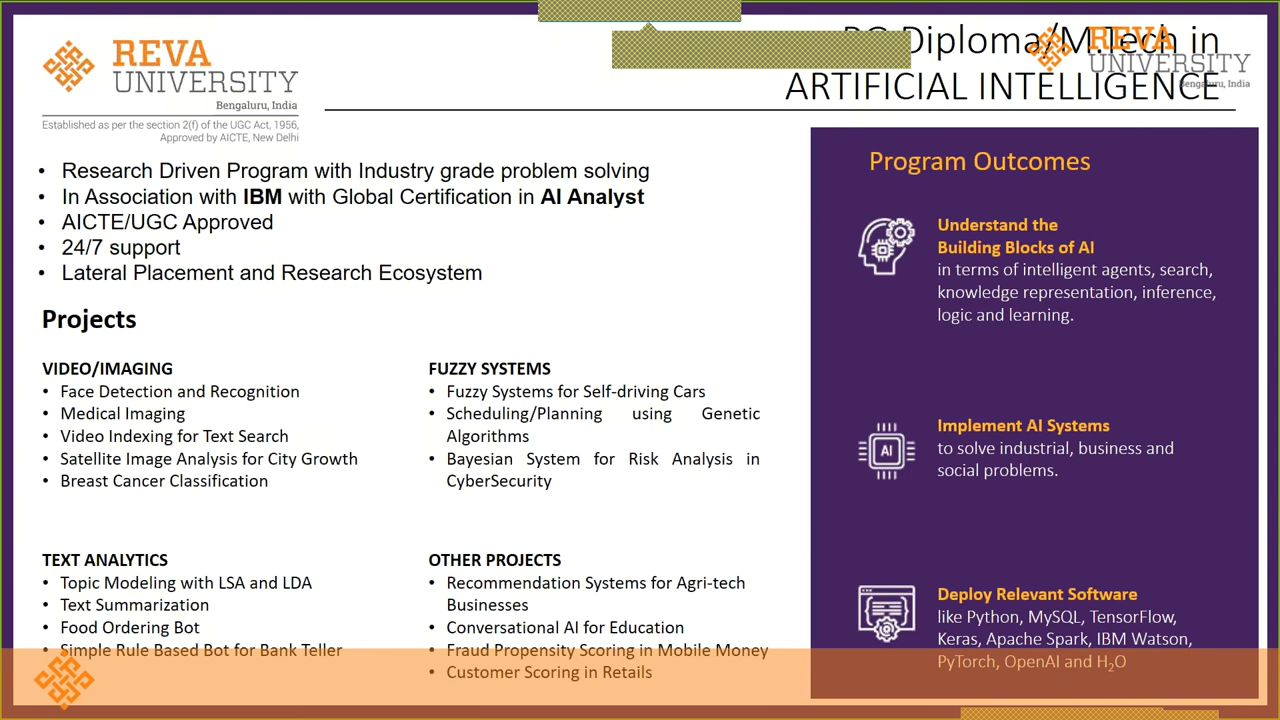 REVA
UNIVERSITY
Bengaluru, India
Established as per the section 2(f) of the UGC Act, 1956,
Approved by AICTE, New Delhi
Diploma/M.Tech in
ARTIFICIAL INTELLIGENCE
REVA
UNIVERSITY
Bengaluru, India
• Research Driven Program with Industry grade problem solving
• In Association with IBM with Global Certification in AI Analyst
• AICTE/UGC Approved
• 24/7 support
• Lateral Placement and Research Ecosystem
Projects
VIDEO/IMAGING
• Face Detection and Recognition
• Medical Imaging
• Video Indexing for Text Search
• Satellite Image Analysis for City Growth
• Breast Cancer Classification
FUZZY SYSTEMS
• Fuzzy Systems for Self-driving Cars
• Scheduling/Planning using Genetic
Algorithms
• Bayesian System for Risk Analysis in
CyberSecurity
TEXT ANALYTICS
• Topic Modeling with LSA and LDA
• Text Summarization
• Food Ordering Bot
• Simple Rule Based Bot for Bank Teller
OTHER PROJECTS
• Recommendation Systems for Agri-tech
Businesses
• Conversational AI for Education
• Fraud Propensity Scoring in Mobile Money
• Customer Scoring in Retails
Program Outcomes
Understand the
Building Blocks of AI
in terms of intelligent agents, search,
knowledge representation, inference,
logic and learning.
AI
Implement AI Systems
to solve industrial, business and
social problems.
Deploy Relevant Software
like Python, MySQL, TensorFlow,
Keras, Apache Spark, IBM Watson,
PyTorch, OpenAI and H₂O